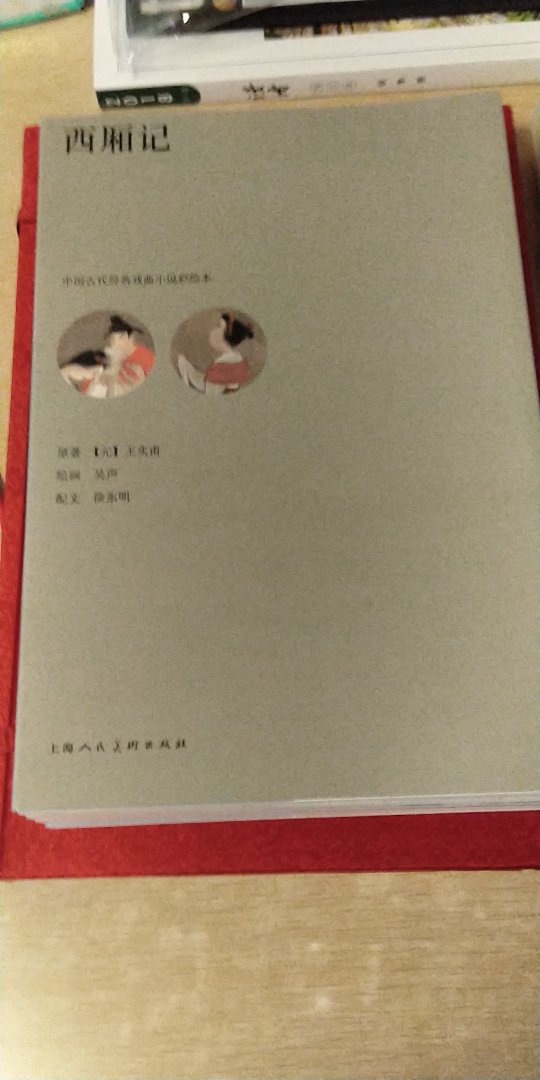 西厢记
中国古代经典戏曲小说彩绘本
原著 【元】王实甫
绘画 吴声
配文 徐东明
上海人民美术出版社